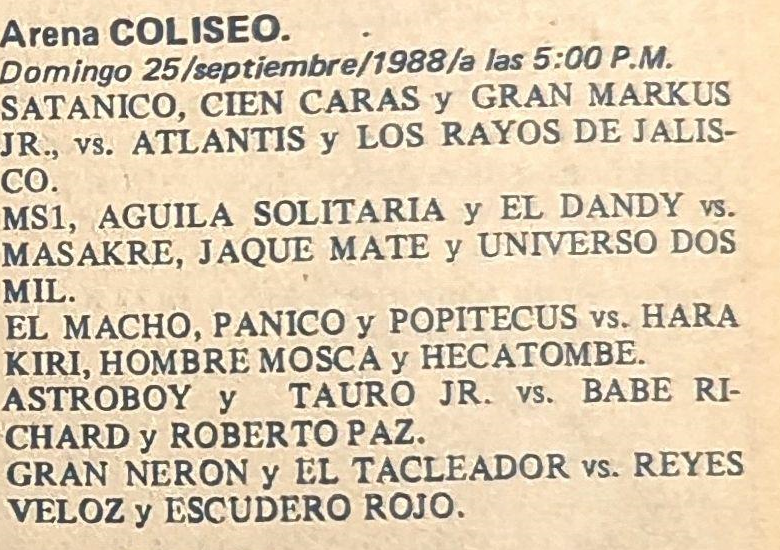 Arena COLISEO.
Domingo 25/septiembre/1988/a las 5:00 P.M.
SATANICO, CIEN CARAS y GRAN MARKUS
JR., vs. ATLANTIS y LOS RAYOS DE JALIS-
CO.
MS1, AGUILA SOLITARIA y EL DANDY vs.
MASAKRE, JAQUE MATE y UNIVERSO DOS
MIL.
EL MACHO, PANICO y POPITECUS vs. HARA
KIRI, HOMBRE MOSCA y HECATOMBE.
ASTROBOY y TAURO JR. vs. BABE RI-
CHARD y ROBERTO PAZ.
GRAN NERON y EL TACLEADOR vs. REYES
VELOZ y ESCUDERO ROJO.